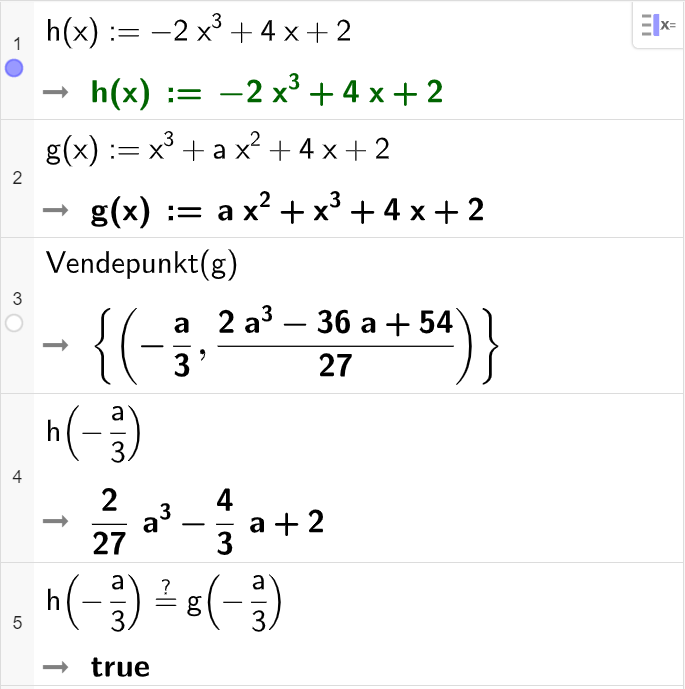 x=
1
h(x) := −2 x³ + 4 x + 2
→ h(x) := −2 x³ + 4 x + 2
2
g(x) := x³ + a x² + 4 x + 2
→ g(x) := a x² + x³ + 4 x + 2
3
Vendepunkt(g)
→ {(−a/3, (2 a³ − 36 a + 54)/27)}
4
h(−a/3)
→ 2/27 a³ − 4/3 a + 2
5
h(−a/3) ≟ g(−a/3)
→ true